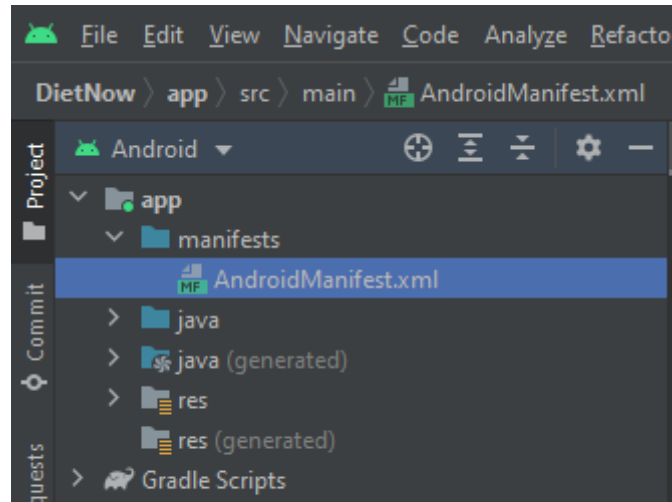 File Edit View Navigate Code Analyze Refacto
DietNow 〉 app 〉 src 〉 main 〉 MF AndroidManifest.xml
Project
Android
app
manifests
MF AndroidManifest.xml
Commit
java
java (generated)
res
res (generated)
quests
Gradle Scripts